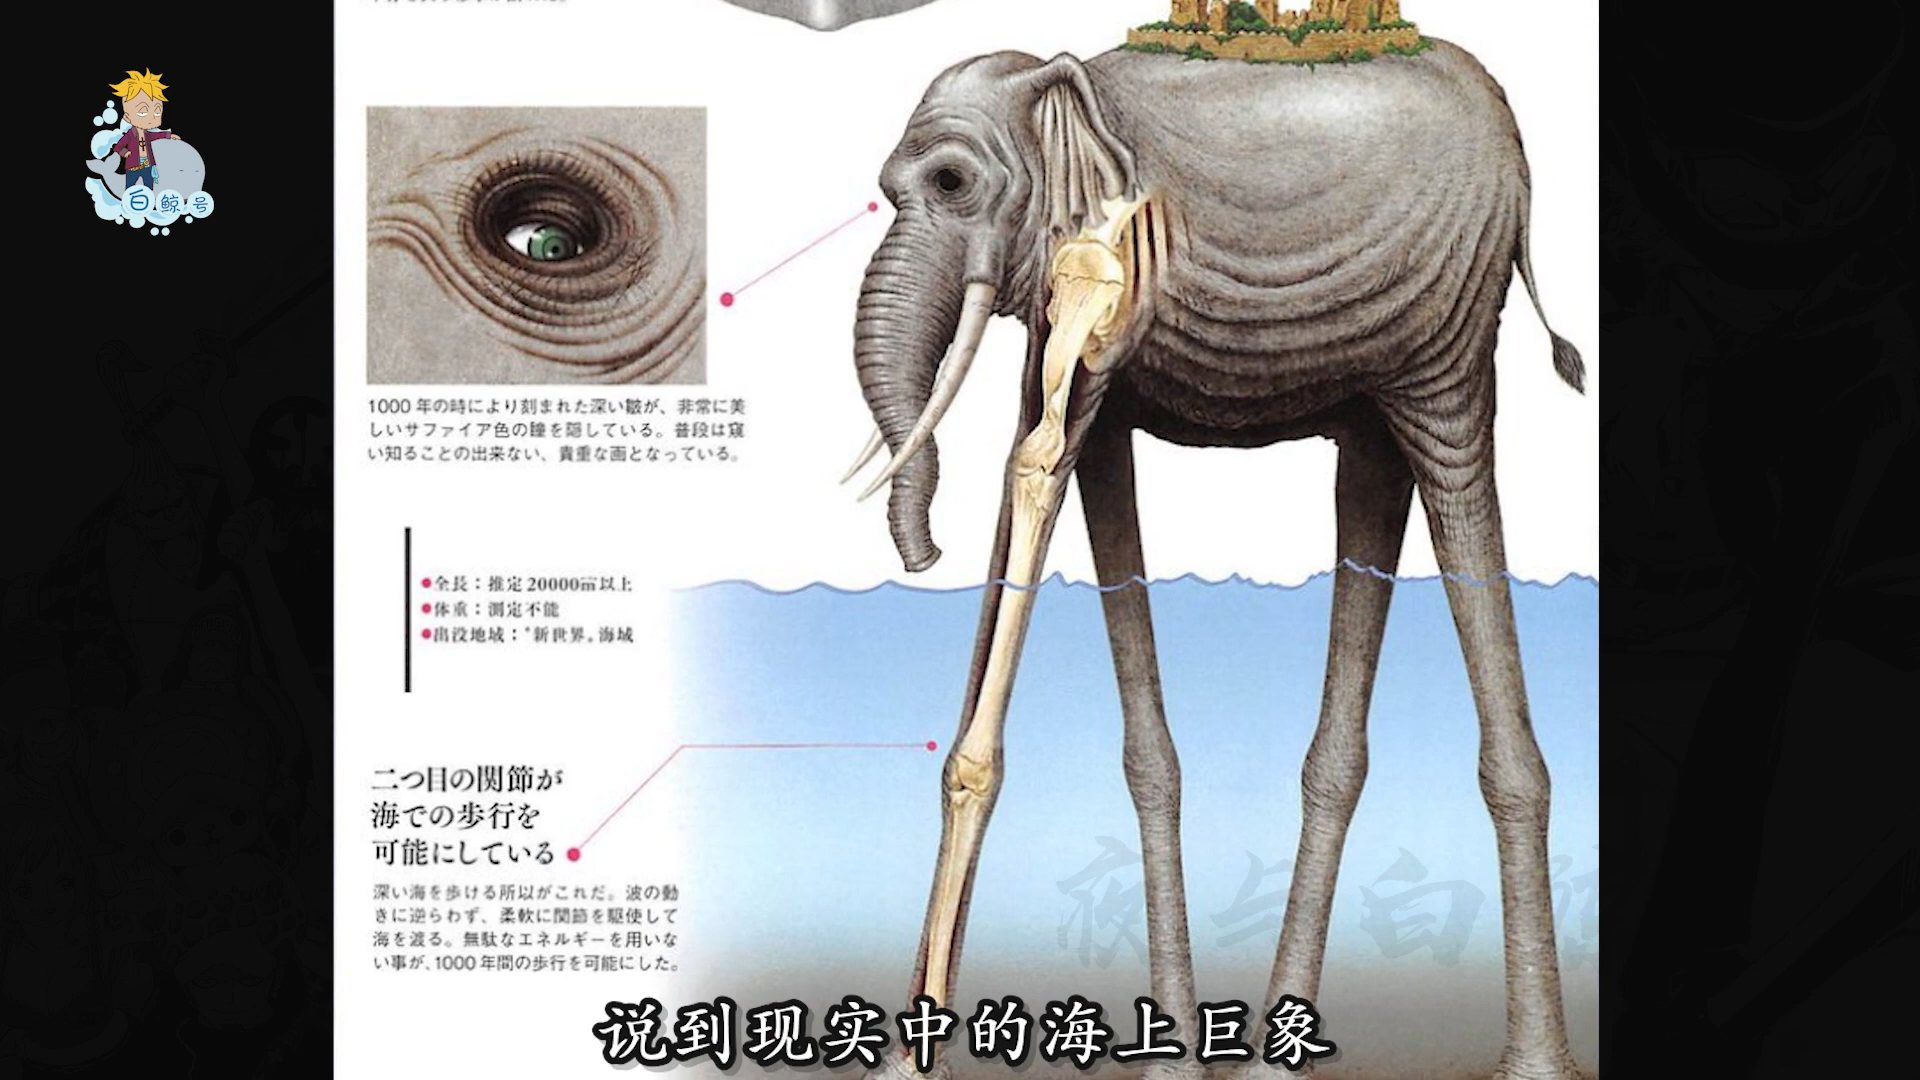 白鲸号
1000年の時により刻まれた深い皺が、非常に美
しいサファイア色の瞳を隠している。普段は窺
い知ることの出来ない、貴重な画となっている。
●全長：推定20000m以上
●体重：測定不能
●出没地域："新世界"海域
二つ目の関節が
海での歩行を
可能にしている
深い海を歩ける所以がこれだ。波の動
きに逆らわず、柔軟に関節を駆使して
海を渡る。無駄なエネルギーを用いな
い事が、1000年間の歩行を可能にした。
夜与白
说到现实中的海上巨象